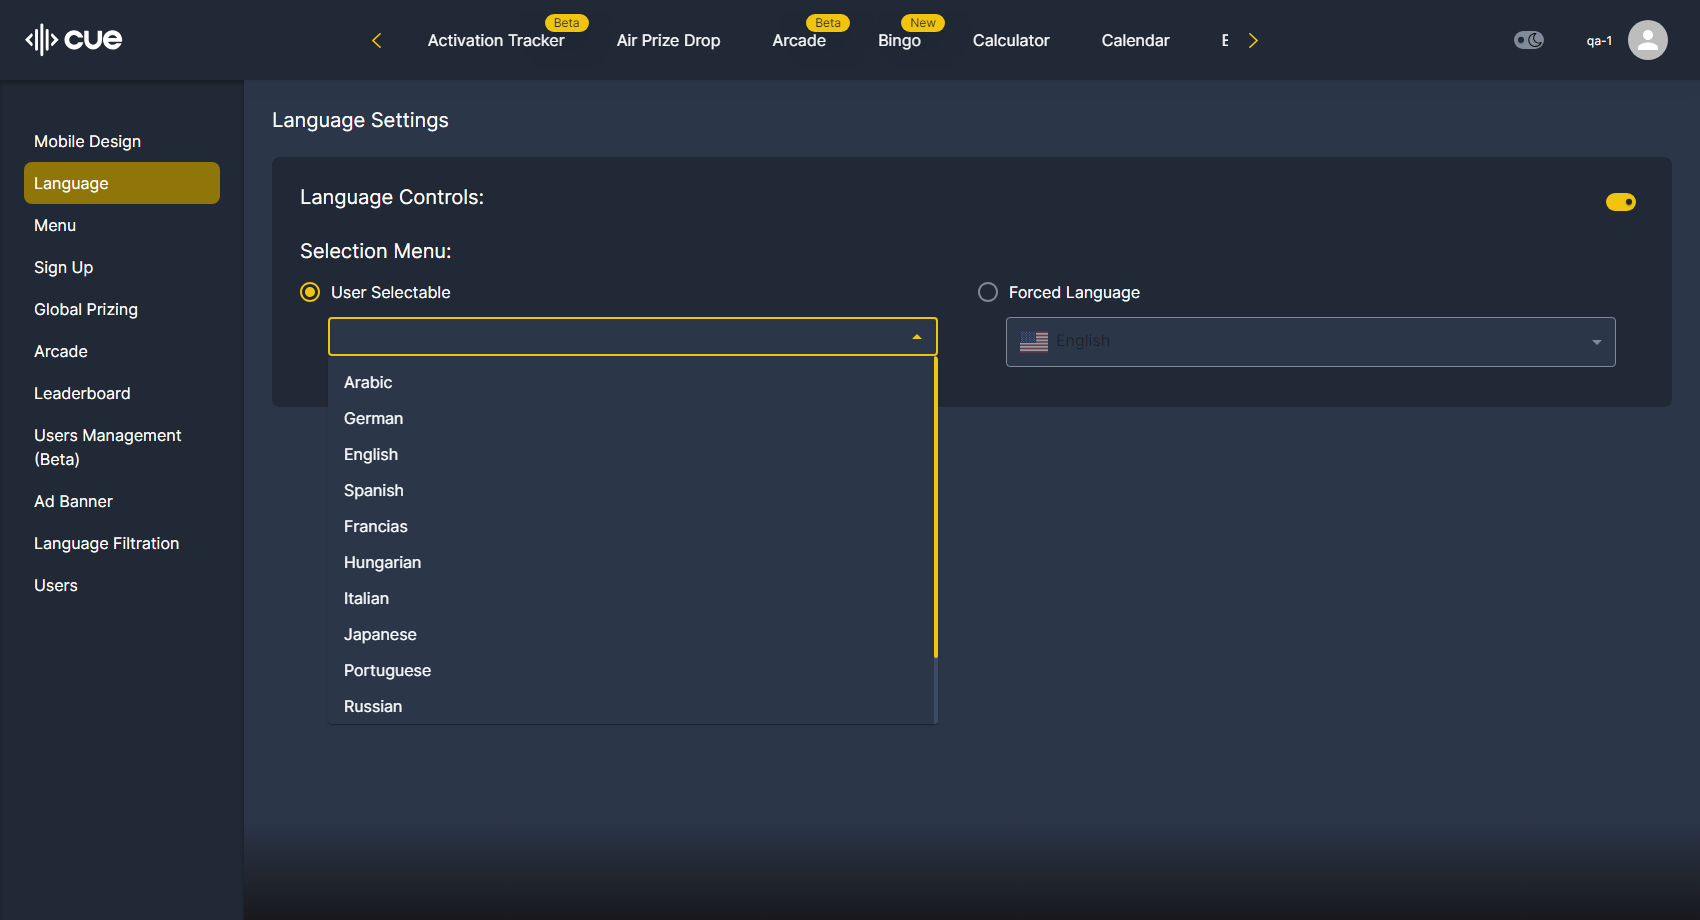 cue
Activation Tracker
Beta
Air Prize Drop
Arcade
Beta
Bingo
New
Calculator
Calendar
qa-1
Mobile Design
Language
Menu
Sign Up
Global Prizing
Arcade
Leaderboard
Users Management
(Beta)
Ad Banner
Language Filtration
Users
Language Settings
Language Controls:
Selection Menu:
User Selectable
Forced Language
English
Arabic
German
English
Spanish
Francias
Hungarian
Italian
Japanese
Portuguese
Russian